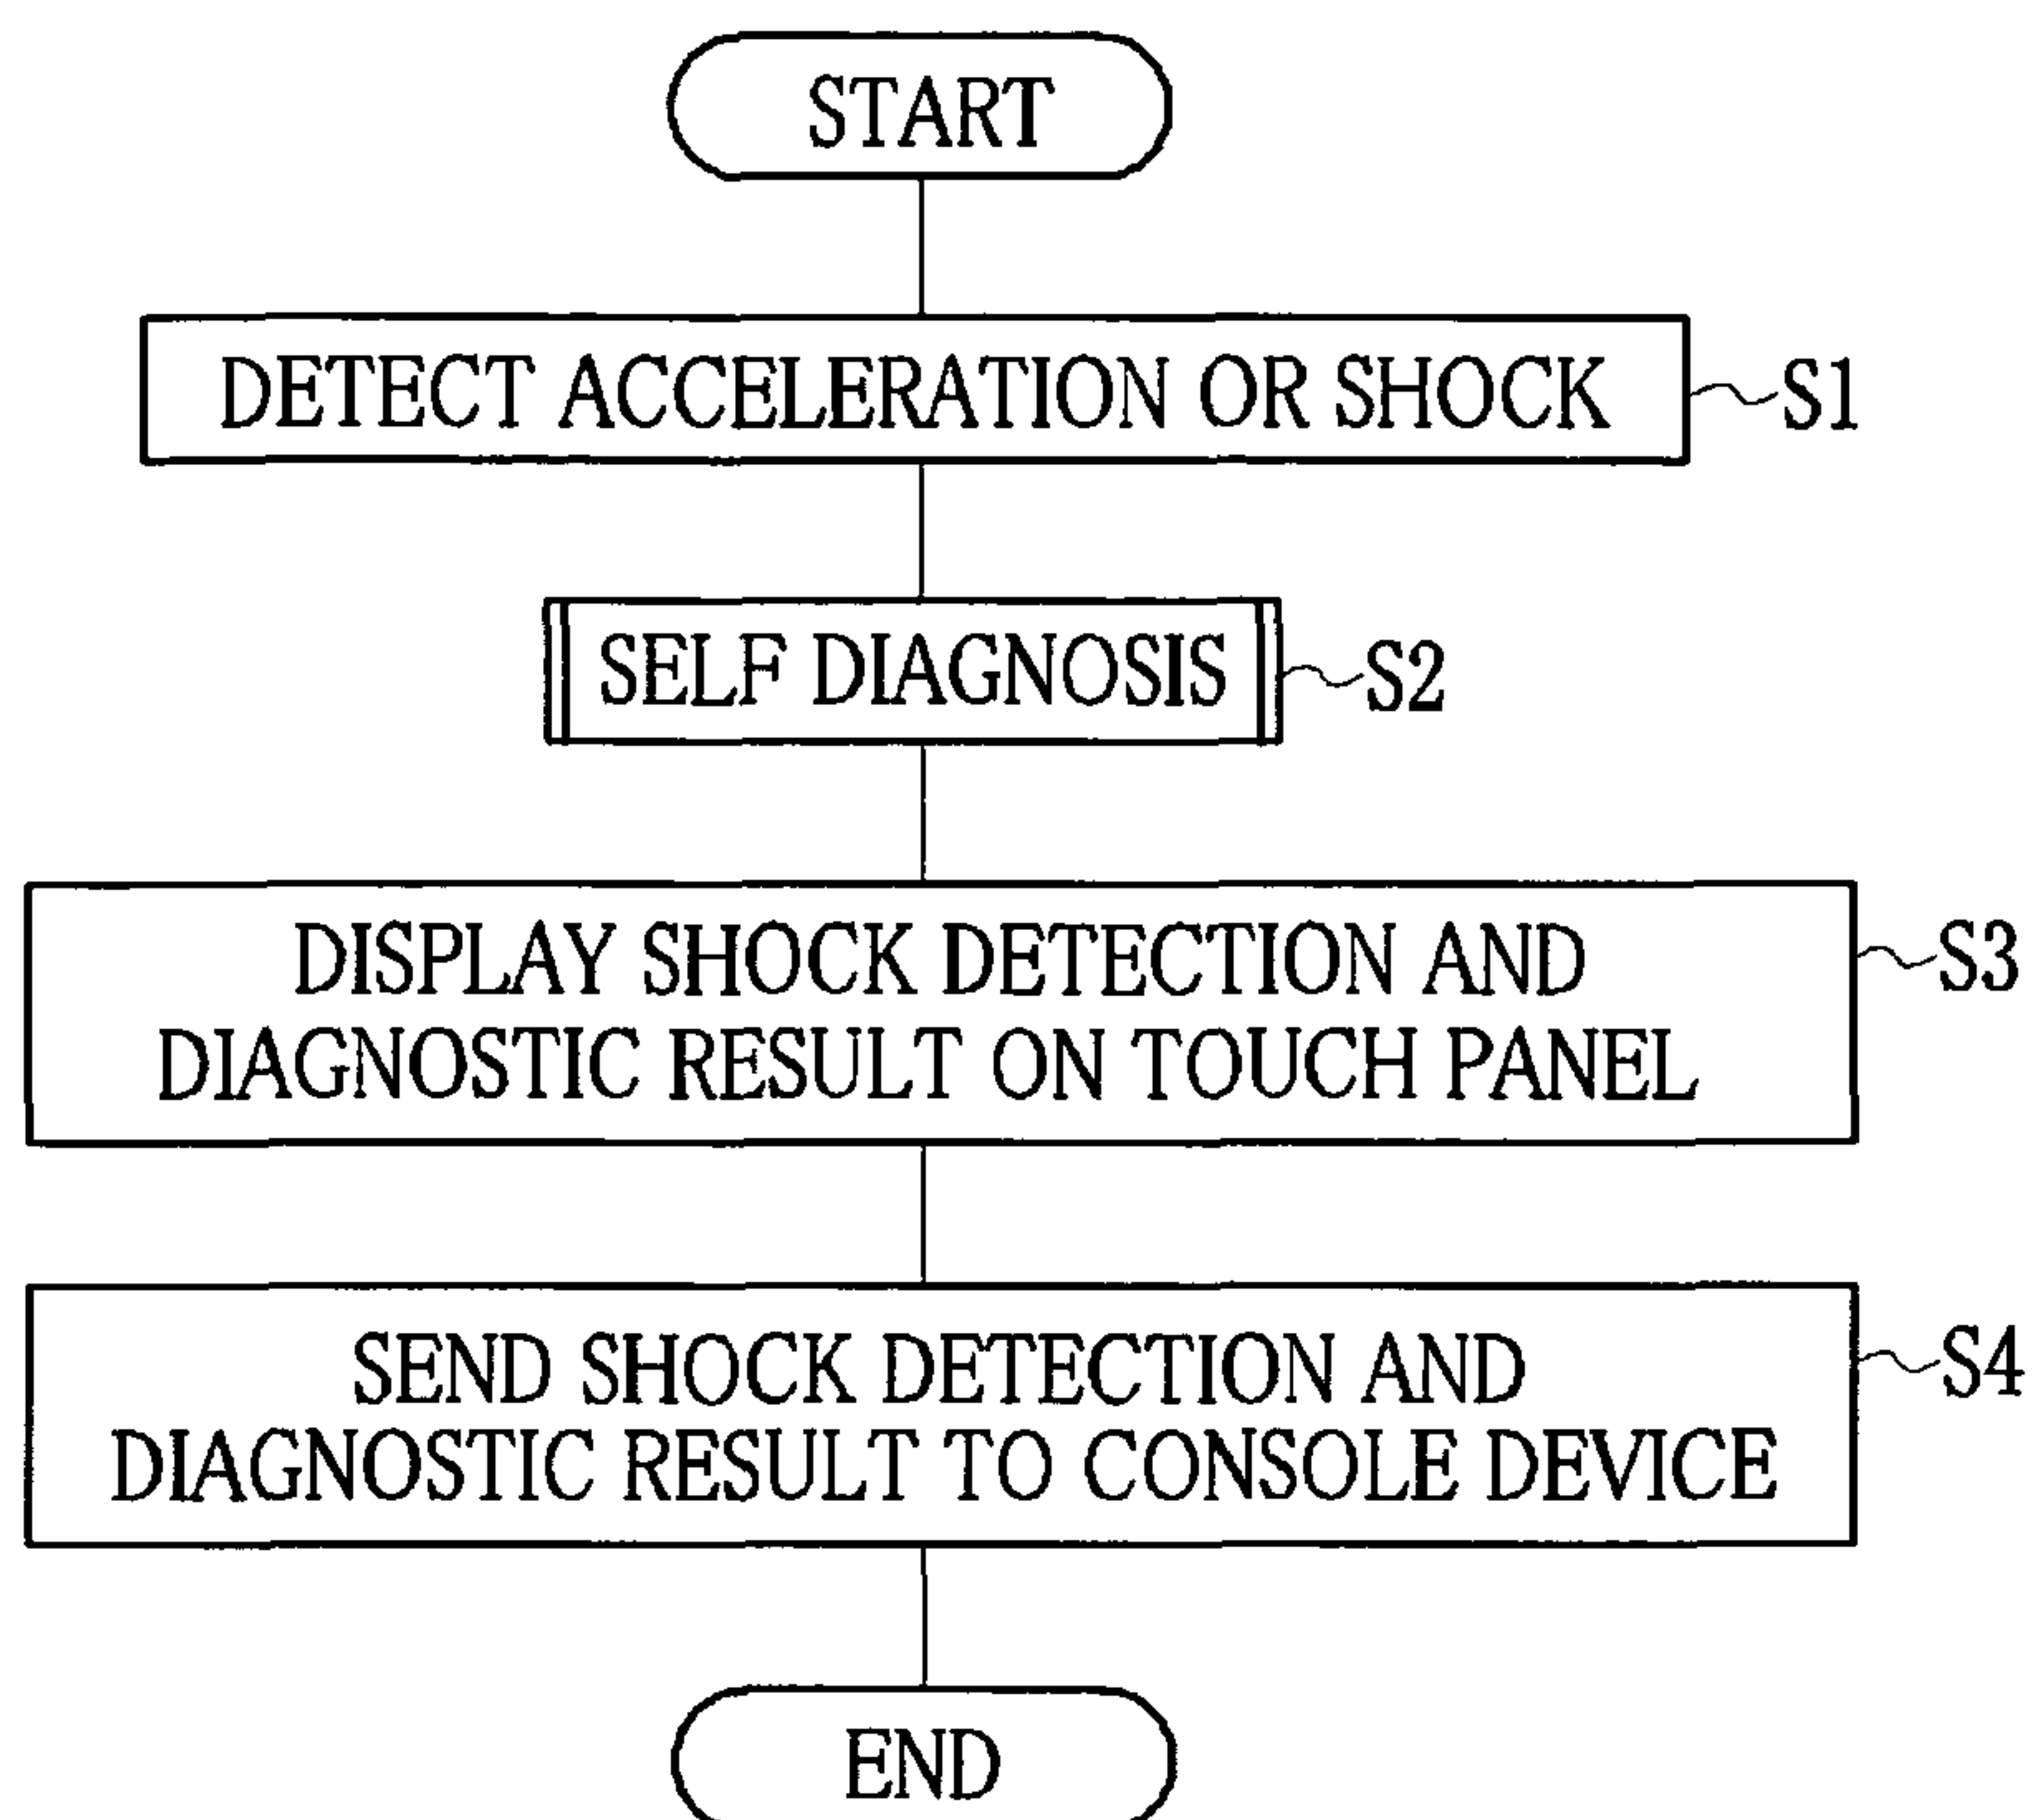 START
DETECT ACCELERATION OR SHOCK S1
SELF DIAGNOSIS S2
DISPLAY SHOCK DETECTION AND S3
DIAGNOSTIC RESULT ON TOUCH PANEL
SEND SHOCK DETECTION AND S4
DIAGNOSTIC RESULT TO CONSOLE DEVICE
END